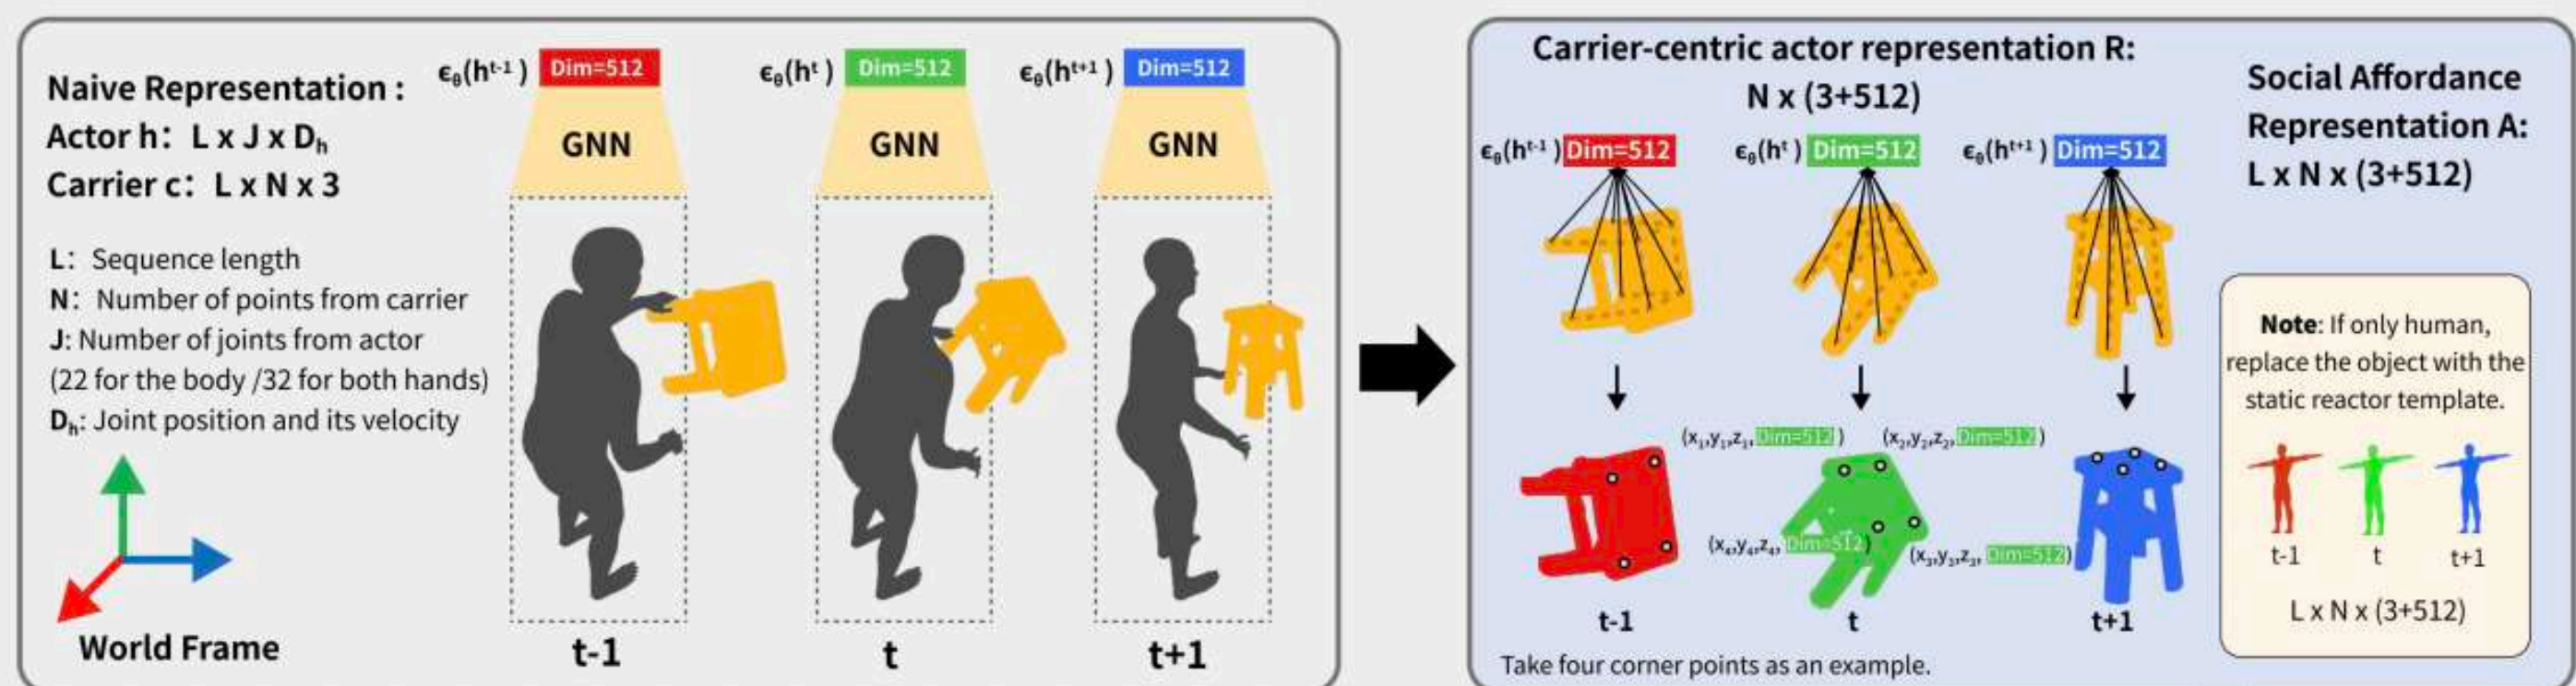 Naive Representation :
Actor h: L x J x Dₕ
Carrier c: L x N x 3
L: Sequence length
N: Number of points from carrier
J: Number of joints from actor
(22 for the body /32 for both hands)
Dₕ: Joint position and its velocity
World Frame
ϵ_θ(hᵗ⁻¹ ) Dim=512
ϵ_θ(hᵗ ) Dim=512
ϵ_θ(hᵗ⁺¹ ) Dim=512
GNN
GNN
GNN
t-1
t
t+1
Carrier-centric actor representation R:
N x (3+512)
ϵ_θ(hᵗ⁻¹ ) Dim=512
ϵ_θ(hᵗ ) Dim=512
ϵ_θ(hᵗ⁺¹ ) Dim=512
(x₁,y₁,z₁, Dim=512 )
(x₂,y₂,z₂, Dim=512 )
(x₄,y₄,z₄, Dim=512)
(x₃,y₃,z₃, Dim=512)
t-1
t
t+1
Take four corner points as an example.
Social Affordance
Representation A:
L x N x (3+512)
Note: If only human,
replace the object with the
static reactor template.
t-1
t
t+1
L x N x (3+512)